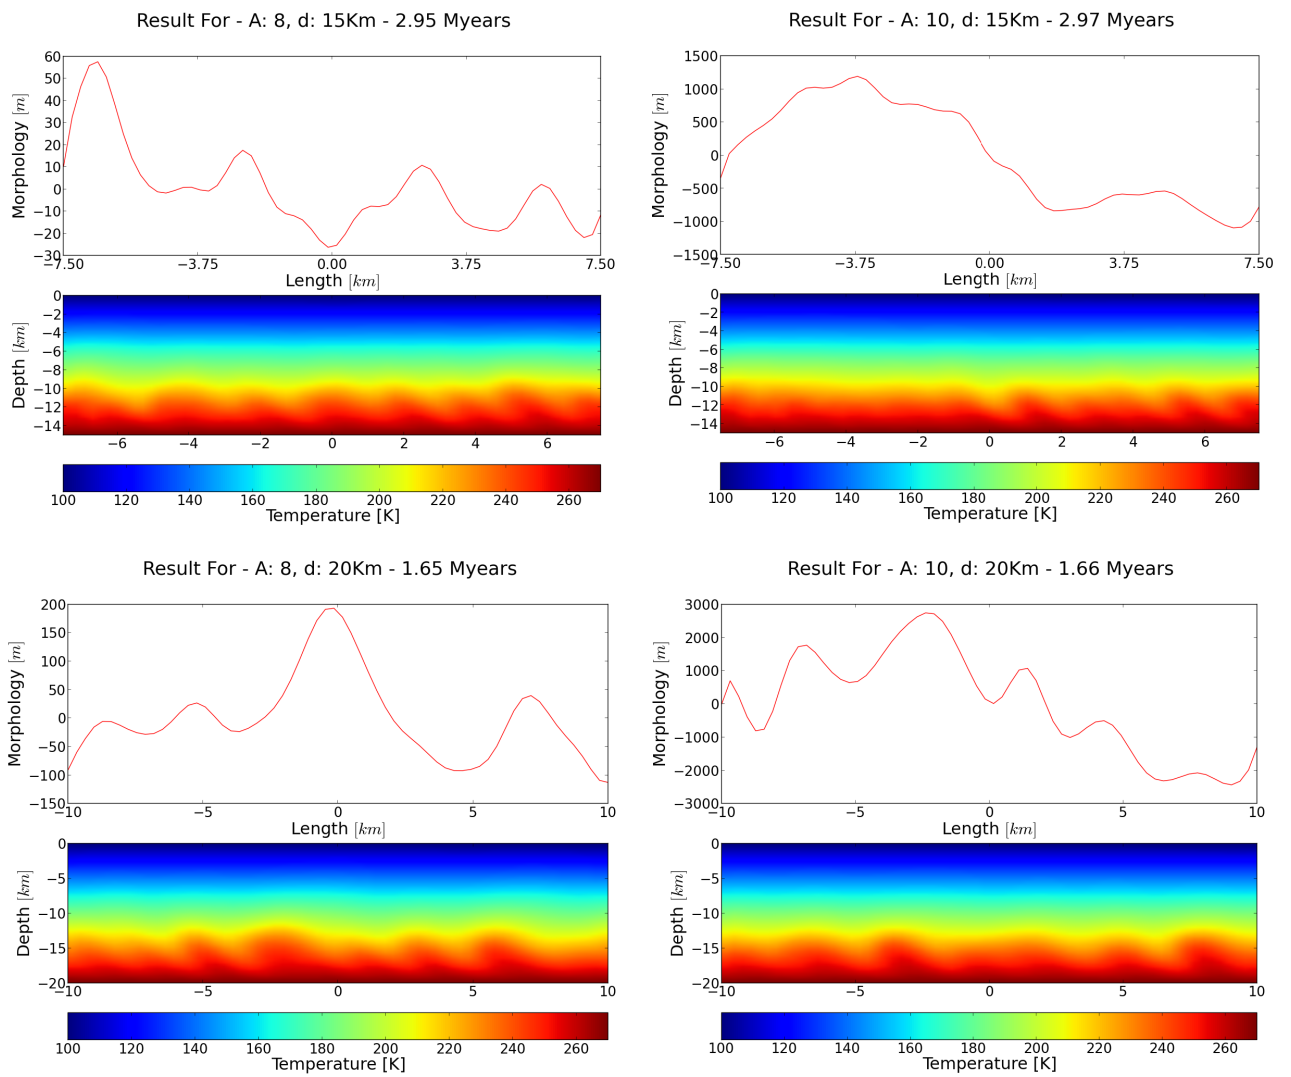 Result For - A: 8, d: 15Km - 2.95 Myears
60
50
40
30
20
10
0
−10
−20
−30
Morphology [m]
−7.50 −3.75 0.00 3.75 7.50
Length [km]
0
−2
−4
−6
−8
−10
−12
−14
Depth [km]
−6 −4 −2 0 2 4 6
100 120 140 160 180 200 220 240 260
Temperature [K]
Result For - A: 10, d: 15Km - 2.97 Myears
1500
1000
500
0
−500
−1000
−1500
Morphology [m]
−7.50 −3.75 0.00 3.75 7.50
Length [km]
0
−2
−4
−6
−8
−10
−12
−14
Depth [km]
−6 −4 −2 0 2 4 6
100 120 140 160 180 200 220 240 260
Temperature [K]
Result For - A: 8, d: 20Km - 1.65 Myears
200
150
100
50
0
−50
−100
−150
Morphology [m]
−10 −5 0 5 10
Length [km]
0
−5
−10
−15
−20
Depth [km]
−10 −5 0 5 10
100 120 140 160 180 200 220 240 260
Temperature [K]
Result For - A: 10, d: 20Km - 1.66 Myears
3000
2000
1000
0
−1000
−2000
−3000
Morphology [m]
−10 −5 0 5 10
Length [km]
0
−5
−10
−15
−20
Depth [km]
−10 −5 0 5 10
100 120 140 160 180 200 220 240 260
Temperature [K]